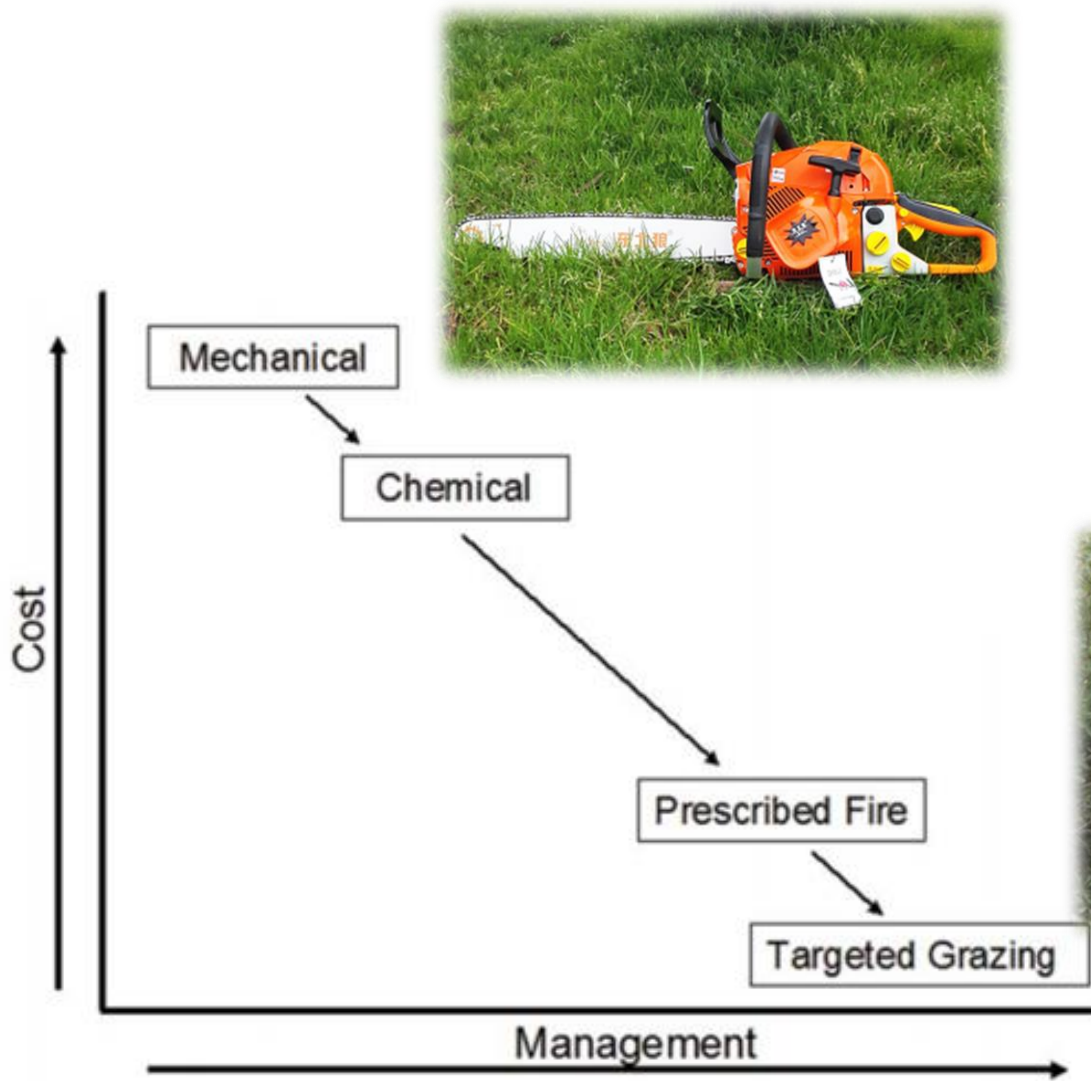 Mechanical
Chemical
Cost
Prescribed Fire
Targeted Grazing
Management